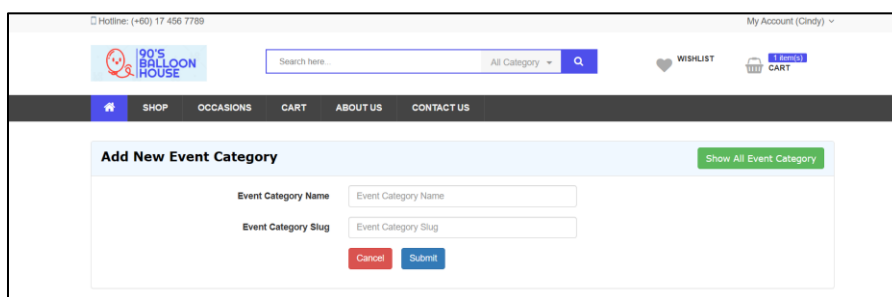 Hotline: (+60) 17 456 7789
My Account (Cindy)
90'S
BALLOON
HOUSE
Search here...
All Category
WISHLIST
1 item(s)
CART
SHOP OCCASIONS CART ABOUT US CONTACT US
Add New Event Category
Show All Event Category
Event Category Name
Event Category Name
Event Category Slug
Event Category Slug
Cancel
Submit